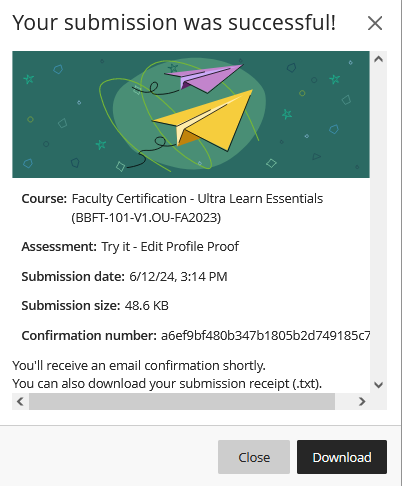 Your submission was successful!
Course: Faculty Certification - Ultra Learn Essentials
(BBFT-101-V1.OU-FA2023)
Assessment: Try it - Edit Profile Proof
Submission date: 6/12/24, 3:14 PM
Submission size: 48.6 KB
Confirmation number: a6ef9bf480b347b1805b2d749185c7
You'll receive an email confirmation shortly.
You can also download your submission receipt (.txt).
Close
Download